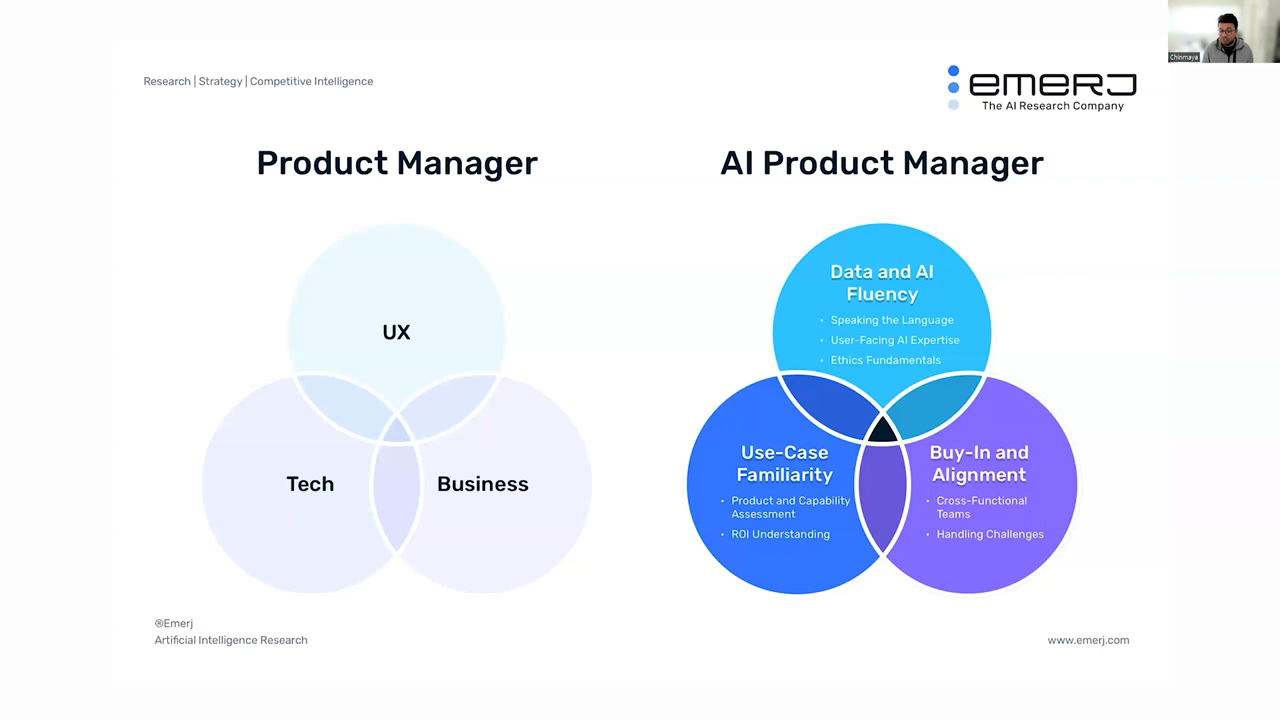 Chinmaya
Research | Strategy | Competitive Intelligence
emerj
The AI Research Company
Product Manager
UX
Tech
Business
AI Product Manager
Data and AI
Fluency
• Speaking the Language
• User-Facing AI Expertise
• Ethics Fundamentals
Use-Case
Familiarity
• Product and Capability
Assessment
• ROI Understanding
Buy-In and
Alignment
• Cross-Functional
Teams
• Handling Challenges
®Emerj
Artificial Intelligence Research
www.emerj.com